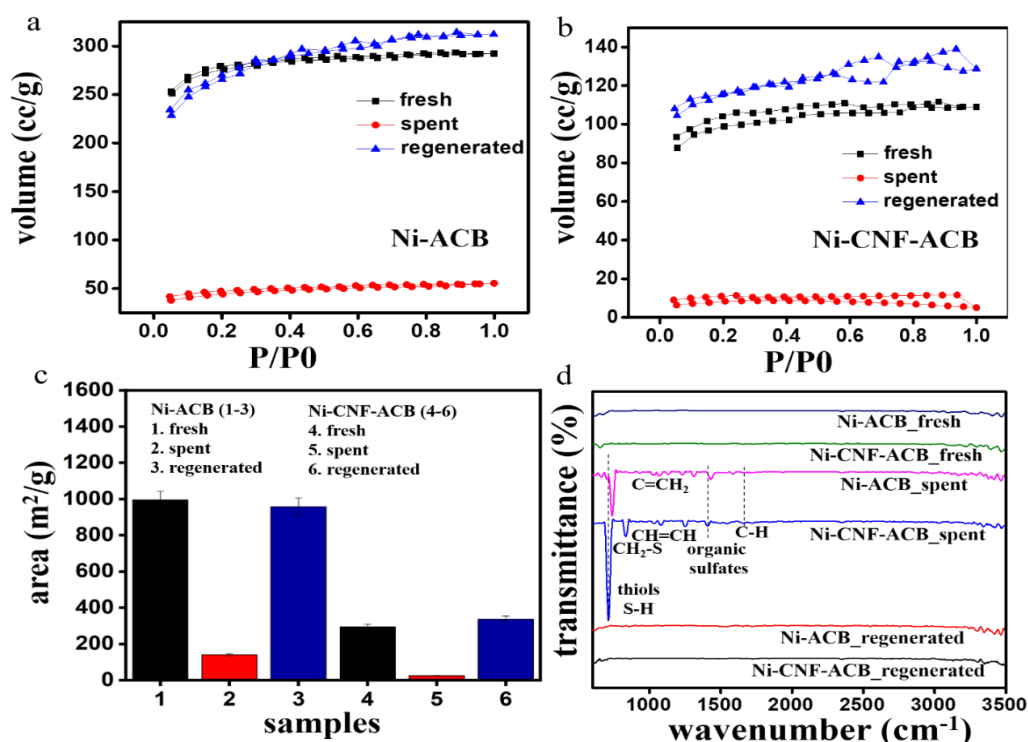 a
volume (cc/g)
300
250
200
150
100
50
fresh
spent
regenerated
Ni-ACB
0.0 0.2 0.4 0.6 0.8 1.0
P/P0
b
volume (cc/g)
140
120
100
80
60
40
20
0
fresh
spent
regenerated
Ni-CNF-ACB
0.0 0.2 0.4 0.6 0.8 1.0
P/P0
c
area (m²/g)
1600
1400
1200
1000
800
600
400
200
0
Ni-ACB (1-3)
1. fresh
2. spent
3. regenerated
Ni-CNF-ACB (4-6)
4. fresh
5. spent
6. regenerated
1 2 3 4 5 6
samples
d
transmittance (%)
Ni-ACB_fresh
Ni-CNF-ACB_fresh
C=CH₂
Ni-ACB_spent
Ni-CNF-ACB_spent
CH₂-S
CH=CH
organic
sulfates
C-H
thiols
S-H
Ni-ACB_regenerated
Ni-CNF-ACB_regenerated
1000 1500 2000 2500 3000 3500
wavenumber (cm⁻¹)